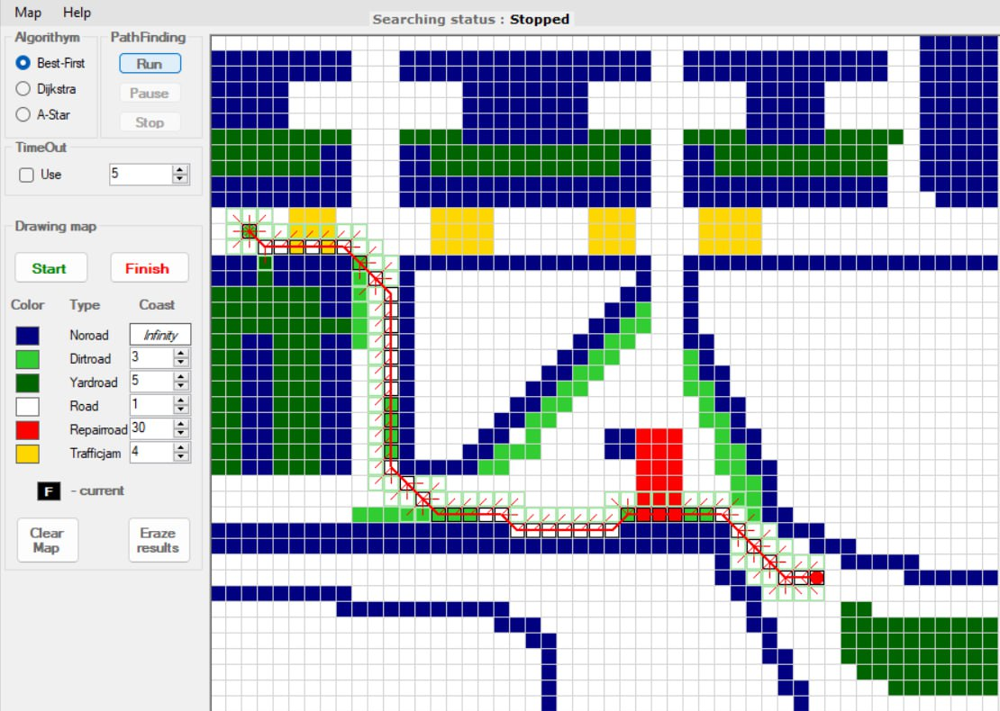 Map Help
Searching status : Stopped
Algorithym
Best-First
Dijkstra
A-Star
PathFinding
Run
Pause
Stop
TimeOut
Use 5
Drawing map
Start Finish
Color Type Coast
Noroad Infinity
Dirtroad 3
Yardroad 5
Road 1
Repairroad 30
Trafficjam 4
F - current
Clear
Map
Eraze
results